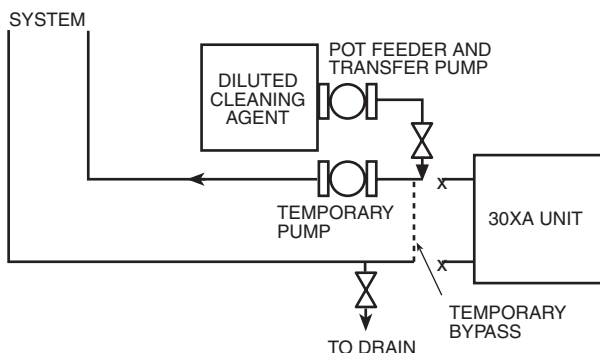 SYSTEM
POT FEEDER AND
TRANSFER PUMP
DILUTED
CLEANING
AGENT
TEMPORARY
PUMP
x
x
30XA UNIT
TEMPORARY
BYPASS
TO DRAIN